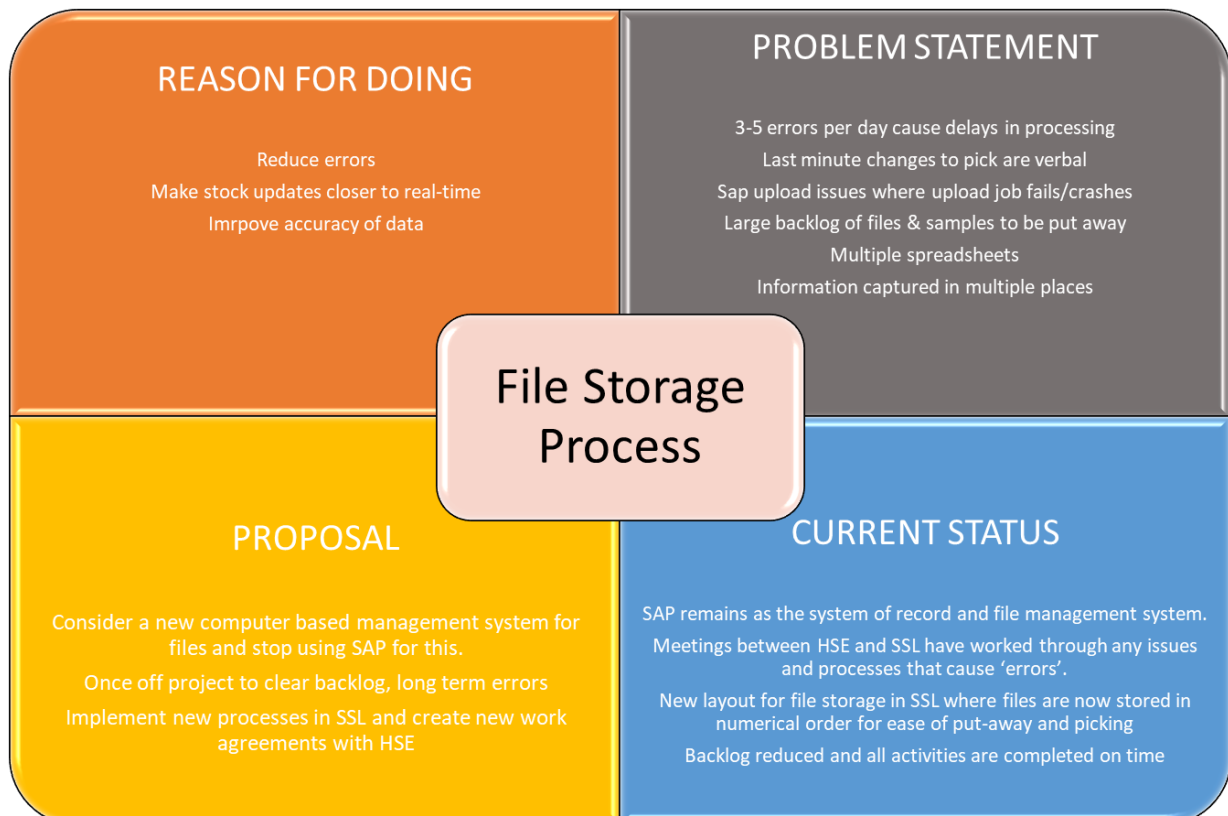 REASON FOR DOING
Reduce errors
Make stock updates closer to real-time
Imrpove accuracy of data
PROBLEM STATEMENT
3-5 errors per day cause delays in processing
Last minute changes to pick are verbal
Sap upload issues where upload job fails/crashes
Large backlog of files & samples to be put away
Multiple spreadsheets
Information captured in multiple places
File Storage
Process
PROPOSAL
Consider a new computer based management system for
files and stop using SAP for this.
Once off project to clear backlog, long term errors
Implement new processes in SSL and create new work
agreements with HSE
CURRENT STATUS
SAP remains as the system of record and file management system.
Meetings between HSE and SSL have worked through any issues
and processes that cause ‘errors’.
New layout for file storage in SSL where files are now stored in
numerical order for ease of put-away and picking
Backlog reduced and all activities are completed on time